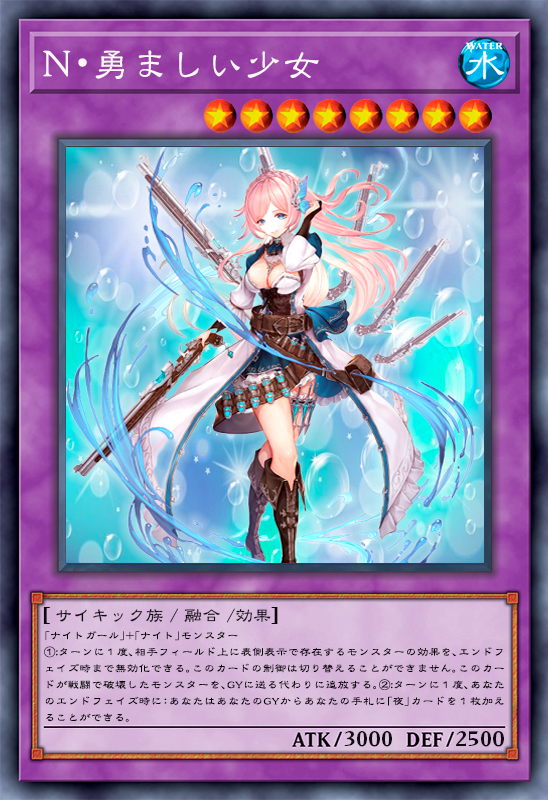 N・勇ましい少女
WATER
水
[ サイキック族 / 融合 /効果]
「ナイトガール」+「ナイト」モンスター
①:ターンに１度、相手フィールド上に表側表示で存在するモンスターの効果を、エンドフ
ェイズ時まで無効化できる。このカードの制御は切り替えることができません。このカー
ドが戦闘で破壊したモンスターを、GYに送る代わりに追放する。②:ターンに１度、あなた
のエンドフェイズ時に:あなたはあなたのGYからあなたの手札に「夜」カードを１枚加え
ることができる。
ATK/3000 DEF/2500